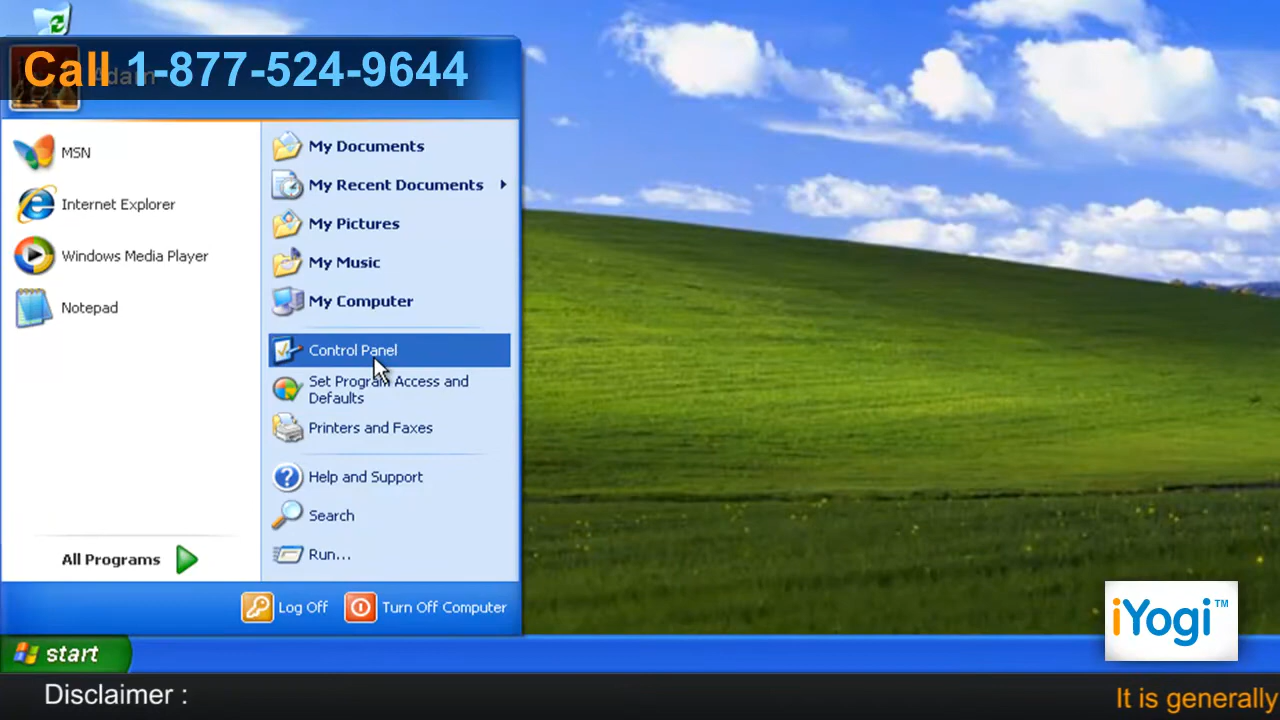 Call 1-877-524-9644
Adam
MSN
Internet Explorer
Windows Media Player
Notepad
All Programs
My Documents
My Recent Documents
My Pictures
My Music
My Computer
Control Panel
Set Program Access and
Defaults
Printers and Faxes
Help and Support
Search
Run...
Log Off
Turn Off Computer
start
iYogi™
Disclaimer :
It is generally